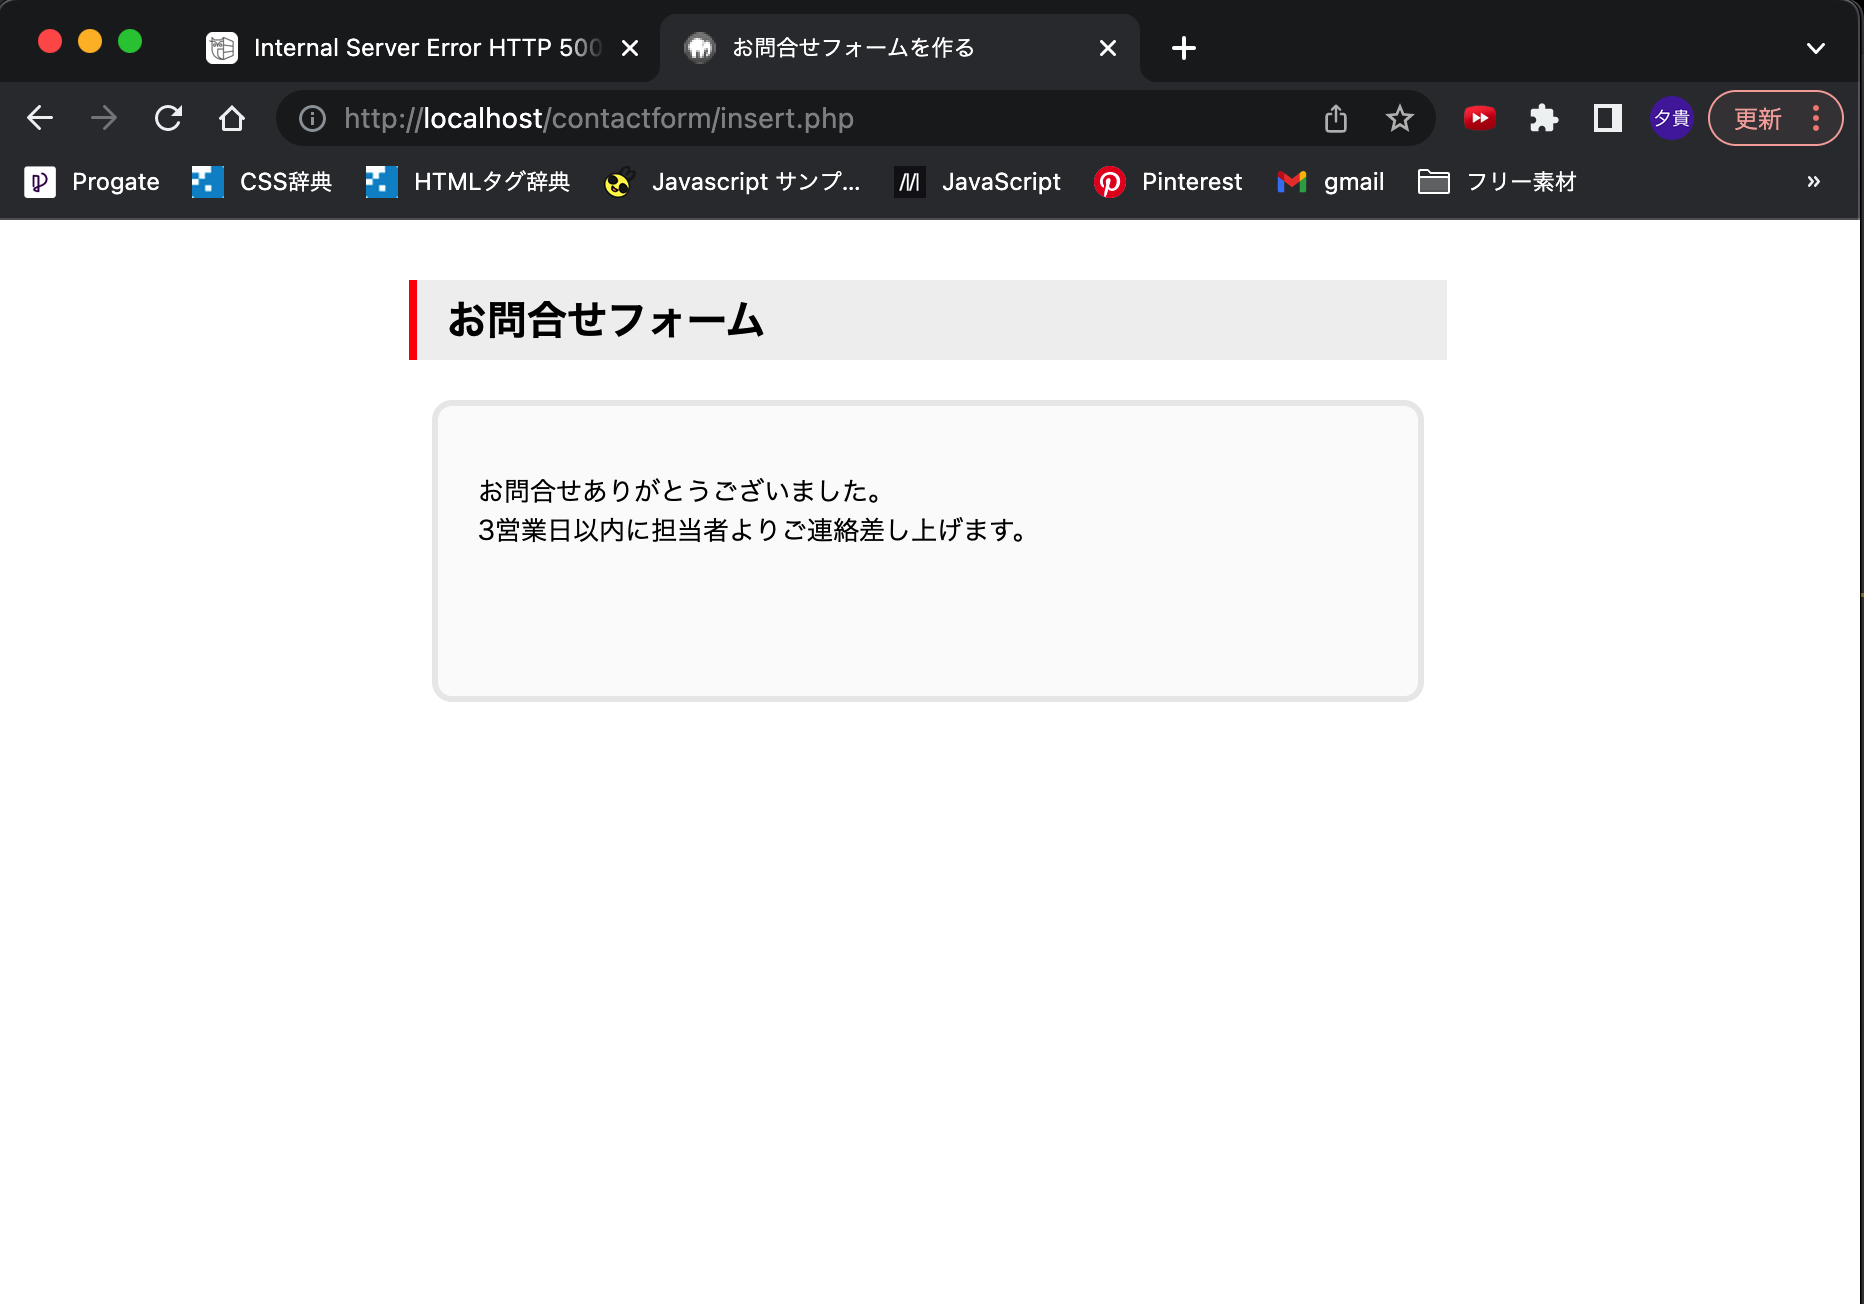 Internal Server Error HTTP 500
お問合せフォームを作る
http://localhost/contactform/insert.php
夕貴
更新
Progate
CSS辞典
HTMLタグ辞典
Javascript サンプ...
JavaScript
Pinterest
gmail
フリー素材
»
お問合せフォーム
お問合せありがとうございました。
3営業日以内に担当者よりご連絡差し上げます。